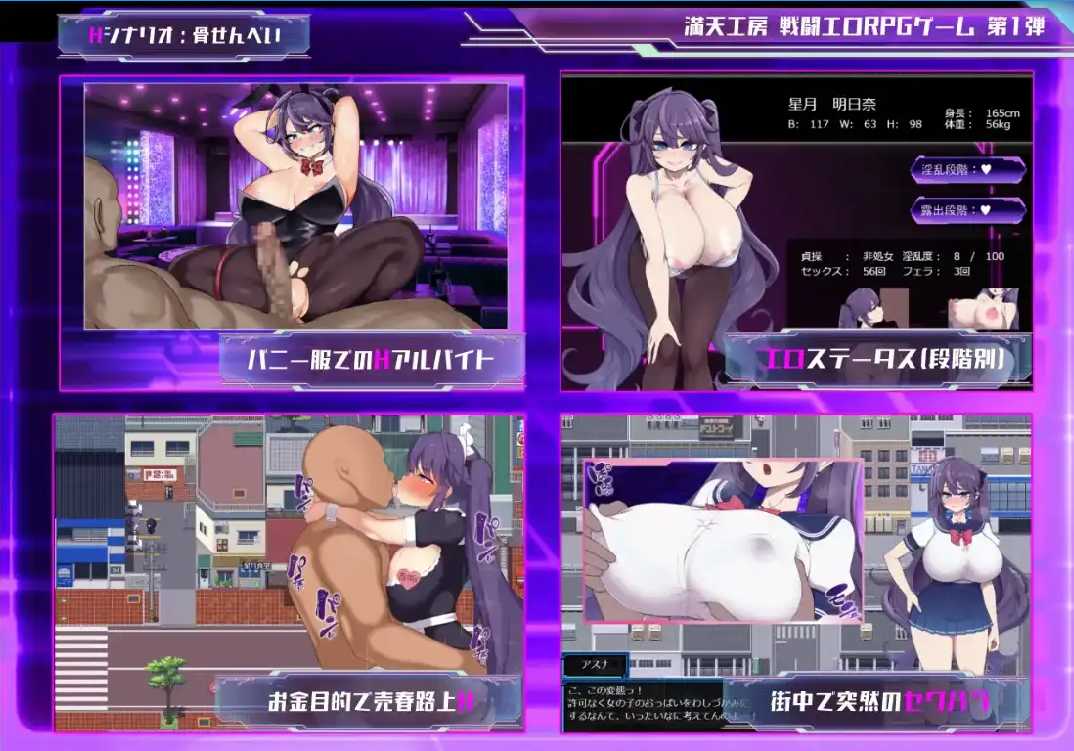 Hシナリオ：骨せんべい
満天工房 戦闘エロRPGゲーム 第1弾
バニー服でのHアルバイト
星月 明日奈
B: 117 W: 63 H: 98
身長： 165cm
体重： 56kg
淫乱段階：♥
露出段階：♥
貞操 ： 非処女 淫乱度： 8 / 100
セックス： 56回 フェラ： 3回
エロステータス(段階別)
お金目的で売春路上H
アスナ
こ、この変態っ！
許可なく女の子のおっぱいをわしづかみに
するなんて、いったいなに考えてんのよ
街中で突然のセクハラ